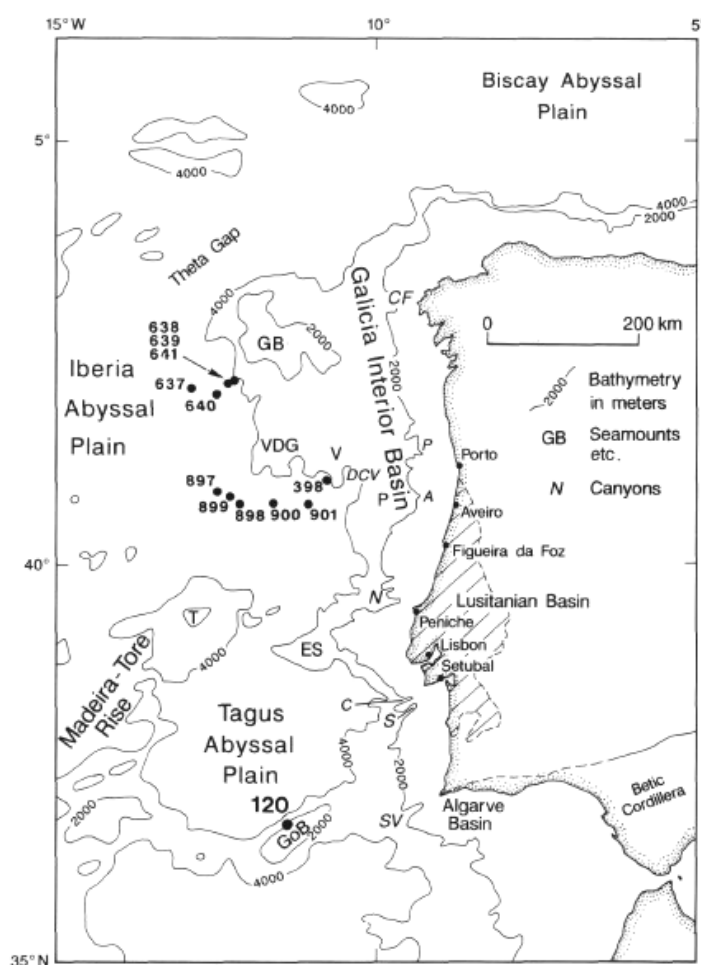 15°W
10°
5
Biscay Abyssal
Plain
4000
5°
4000
4000
2000
Theta Gap
4000
CF
Galicia Interior Basin
0
200 km
2000
GB
638
639
641
2000
2000
Bathymetry
in meters
Iberia
Abyssal
Plain
637
640
GB
Seamounts
etc.
VDG
V
P
Porto
DCV
N
Canyons
897
398
P
A
Aveiro
899
898
900
901
Figueira da Foz
40°
N
Lusitanian Basin
T
Peniche
4000
ES
Lisbon
Setubal
Madeira-Tore
Rise
Tagus
Abyssal
Plain
C
S
4000
2000
2000
120
GoB
2000
SV
Algarve
Basin
Betic
Cordillera
4000
35°N